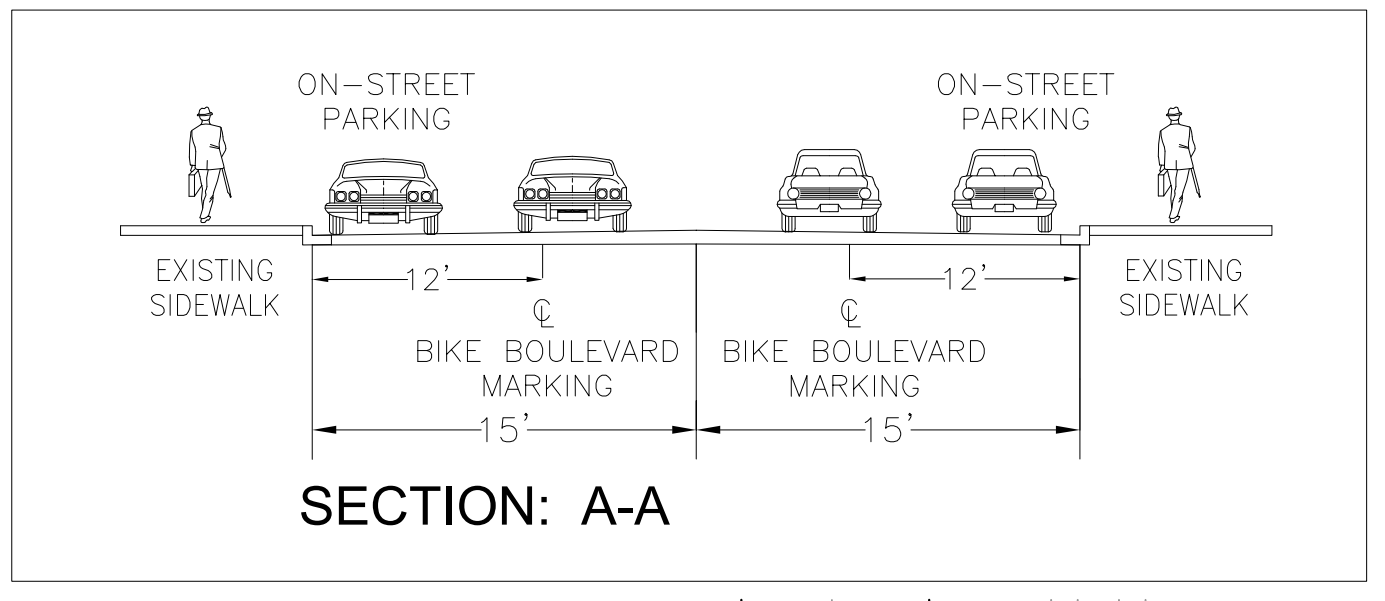 ON-STREET
PARKING
ON-STREET
PARKING
EXISTING
SIDEWALK
12'
12'
EXISTING
SIDEWALK
℄
BIKE BOULEVARD
MARKING
℄
BIKE BOULEVARD
MARKING
15'
15'
SECTION: A-A